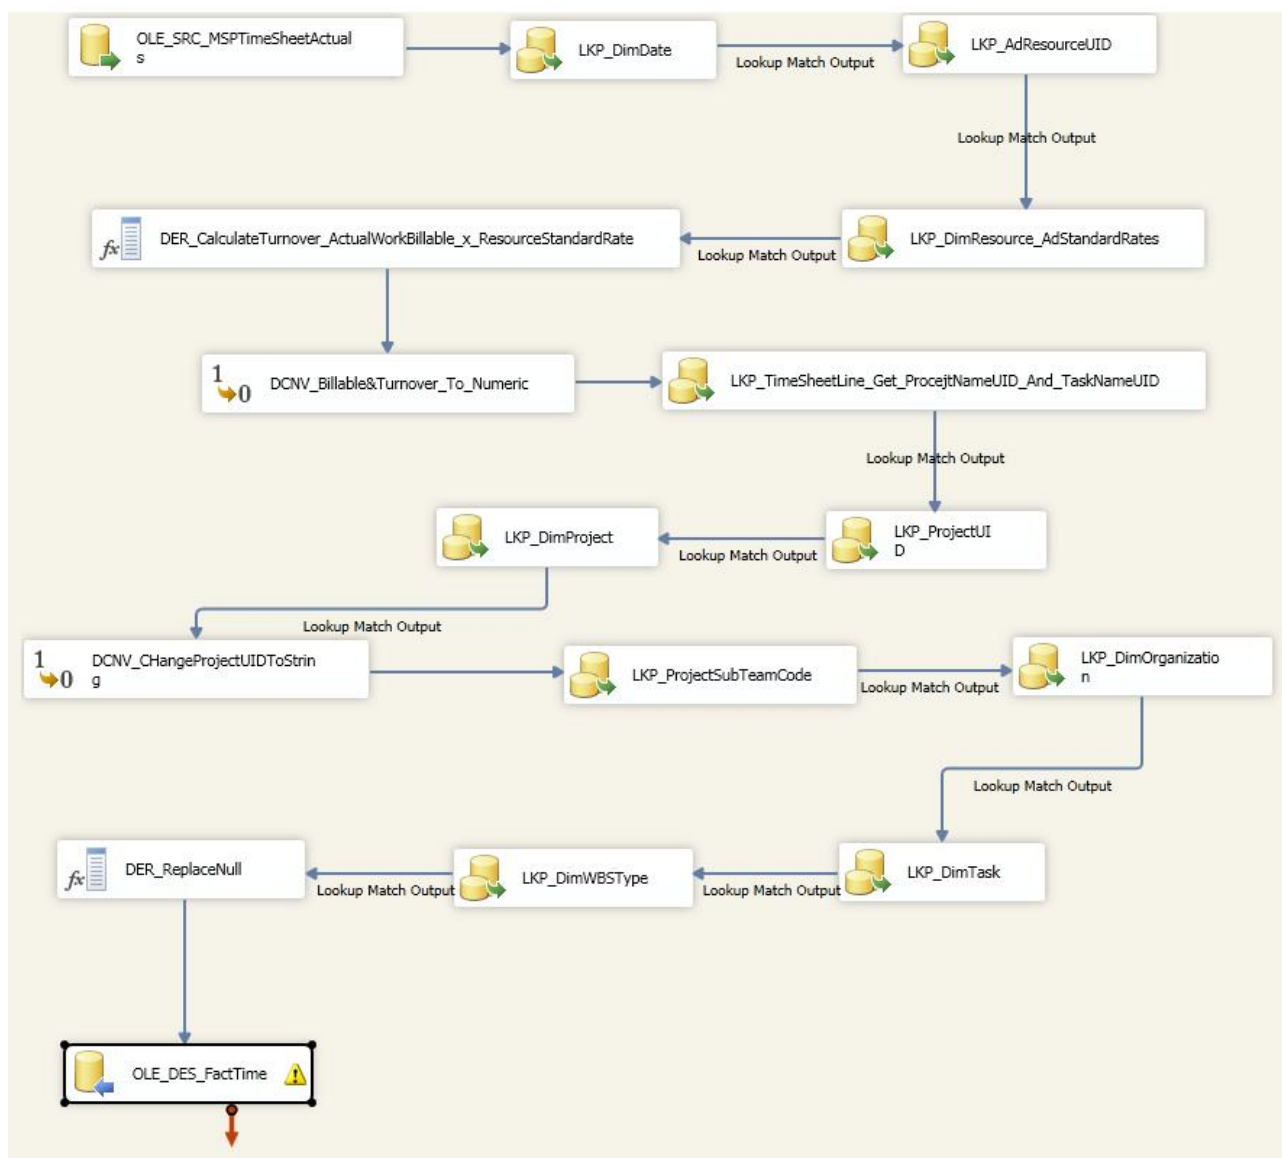 OLE_SRC_MSPTimeSheetActual
s
LKP_DimDate
Lookup Match Output
LKP_AdResourceUID
Lookup Match Output
DER_CalculateTurnover_ActualWorkBillable_x_ResourceStandardRate
Lookup Match Output
LKP_DimResource_AdStandardRates
1
0
DCNV_Billable&Turnover_To_Numeric
LKP_TimeSheetLine_Get_ProcejtNameUID_And_TaskNameUID
Lookup Match Output
LKP_DimProject
Lookup Match Output
LKP_ProjectUI
D
Lookup Match Output
1
0
DCNV_CHangeProjectUIDToStrin
g
LKP_ProjectSubTeamCode
Lookup Match Output
LKP_DimOrganizatio
n
Lookup Match Output
fx
DER_ReplaceNull
Lookup Match Output
LKP_DimWBSType
Lookup Match Output
LKP_DimTask
OLE_DES_FactTime